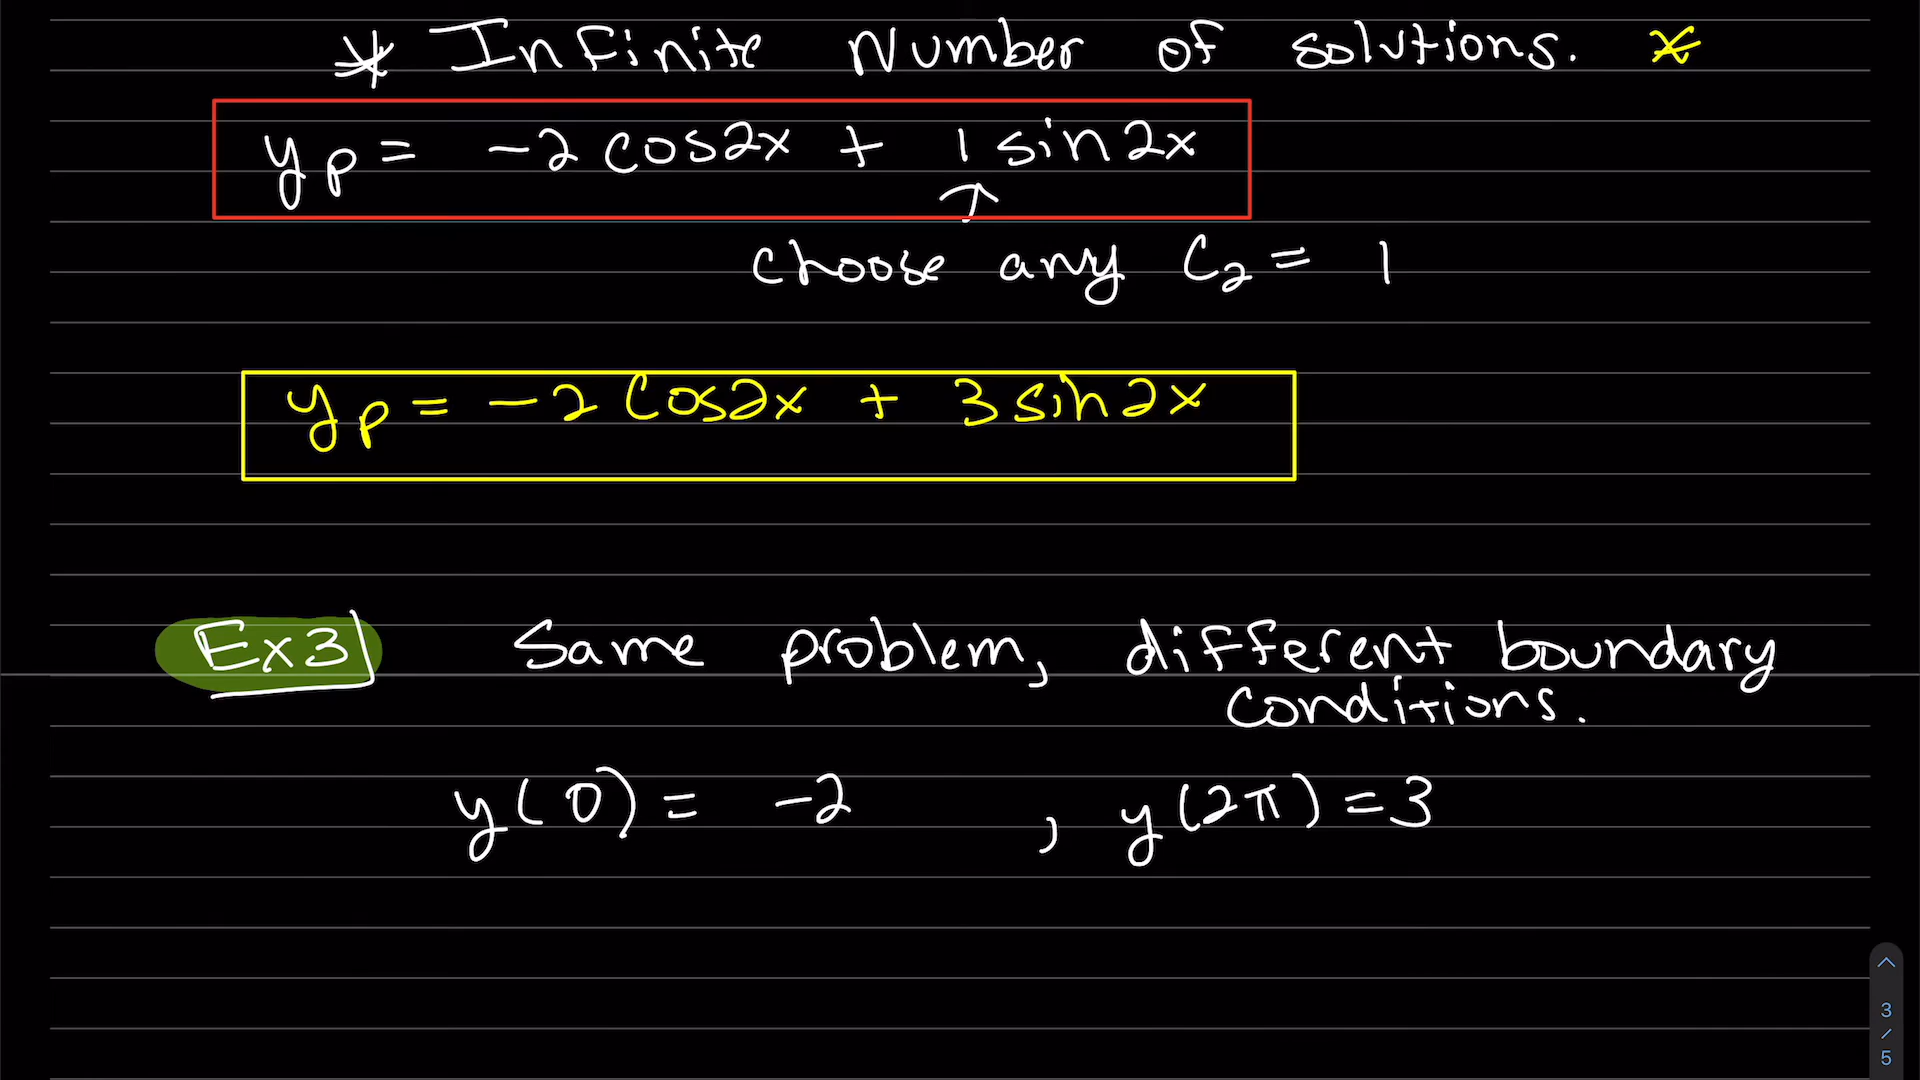 * Infinite Number of solutions. *
yₚ = -2 cos2x + 1 sin2x
↑
choose any C₂ = 1
yₚ = -2 cos2x + 3 sin2x
Ex3 Same problem, different boundary
conditions.
y(0) = -2 , y(2π) = 3
3
/
5